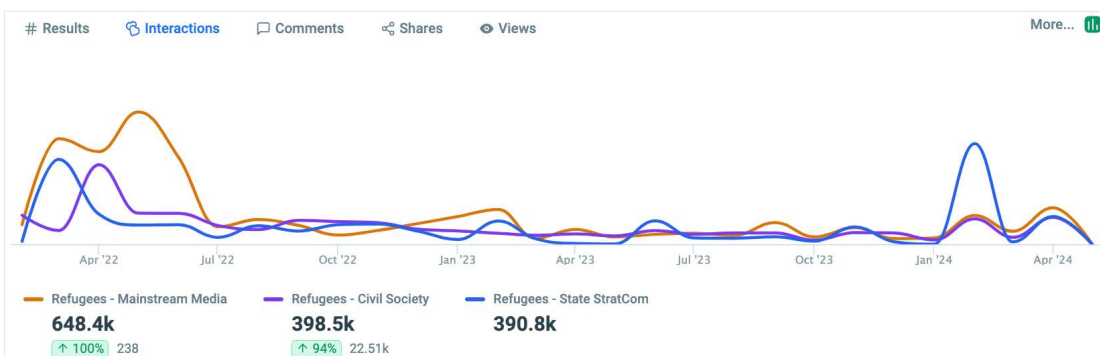 # Results Interactions Comments Shares Views More...
Apr '22 Jul '22 Oct '22 Jan '23 Apr '23 Jul '23 Oct '23 Jan '24 Apr '24
Refugees - Mainstream Media Refugees - Civil Society Refugees - State StratCom
648.4k 398.5k 390.8k
↑ 100% 238 ↑ 94% 22.51k